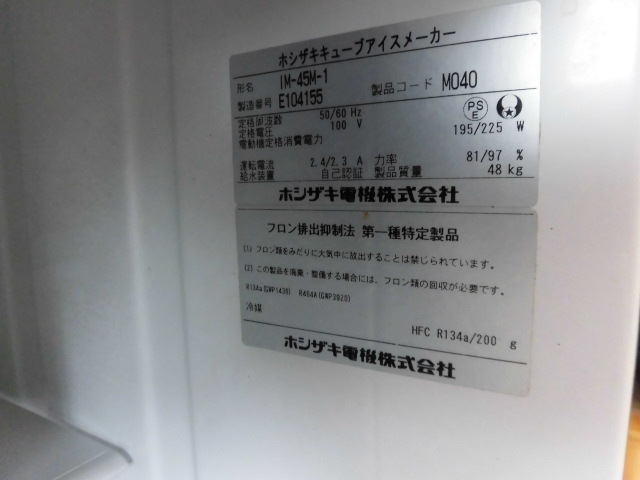 ホシザキキューブアイスメーカー
形名 IM-45M-1 製品コード M040
製造番号 E104155
PSE
定格周波数 50/60 Hz
定格電圧 100 V
電動機定格消費電力 195/225 W
運転電流 2.4/2.3 A 力率 81/97 %
給水装置 自己認証 製品質量 48 kg
ホシザキ電機株式会社
フロン排出抑制法 第一種特定製品
(1) フロン類をみだりに大気中に放出することは禁じられています。
(2) この製品を廃棄・整備する場合には、フロン類の回収が必要です。
R134a(GWP1430) R404A(GWP3920)
冷媒 HFC R134a/200 g
ホシザキ電機株式会社